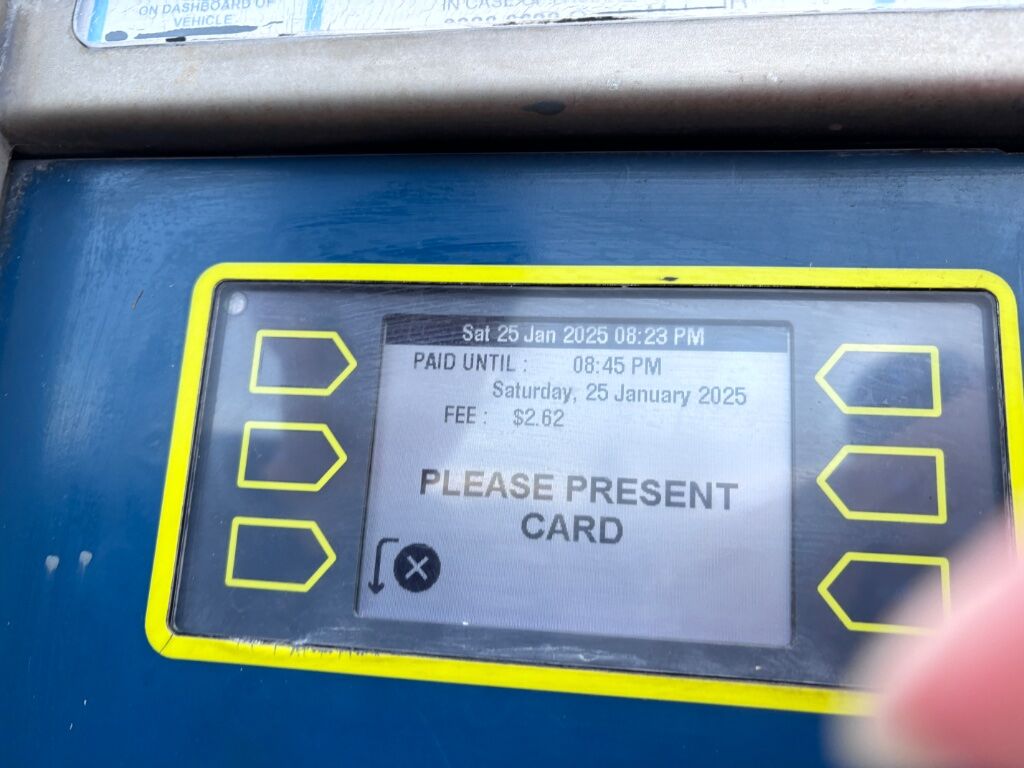 ON DASHBOARD OF
VEHICLE
Sat 25 Jan 2025 08:23 PM
PAID UNTIL : 08:45 PM
Saturday, 25 January 2025
FEE : $2.62
PLEASE PRESENT
CARD